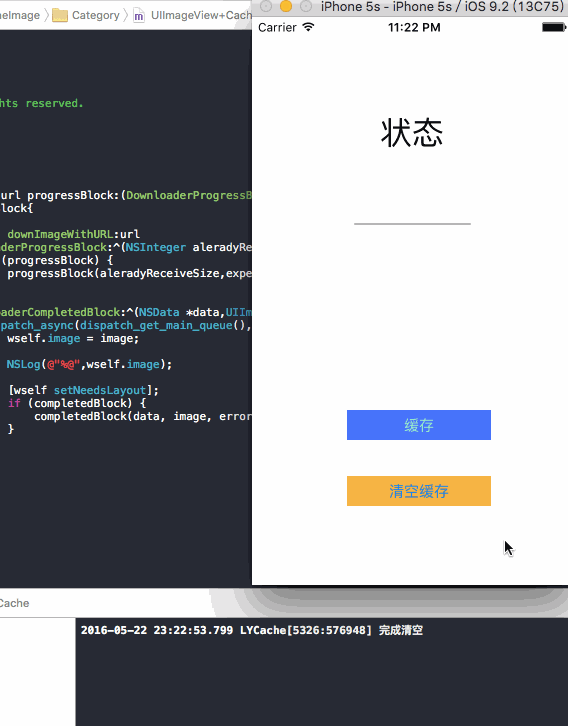 neImage Category UIImageView+Cach
iPhone 5s - iPhone 5s / iOS 9.2 (13C75)
Carrier 11:22 PM
hts reserved.
状态
url progressBlock:(DownloaderProgressB
lock{
downImageWithURL:url
aderProgressBlock:^(NSInteger aleradyRe
(progressBlock) {
progressBlock(aleradyReceiveSize,expe
oaderCompletedBlock:^(NSData *data,UIIm
patch_async(dispatch_get_main_queue(),
wself.image = image;
NSLog(@"%@",wself.image);
[wself setNeedsLayout];
if (completedBlock) {
completedBlock(data, image, error
}
缓存
清空缓存
Cache
2016-05-22 23:22:53.799 LYCache[5326:576948] 完成清空